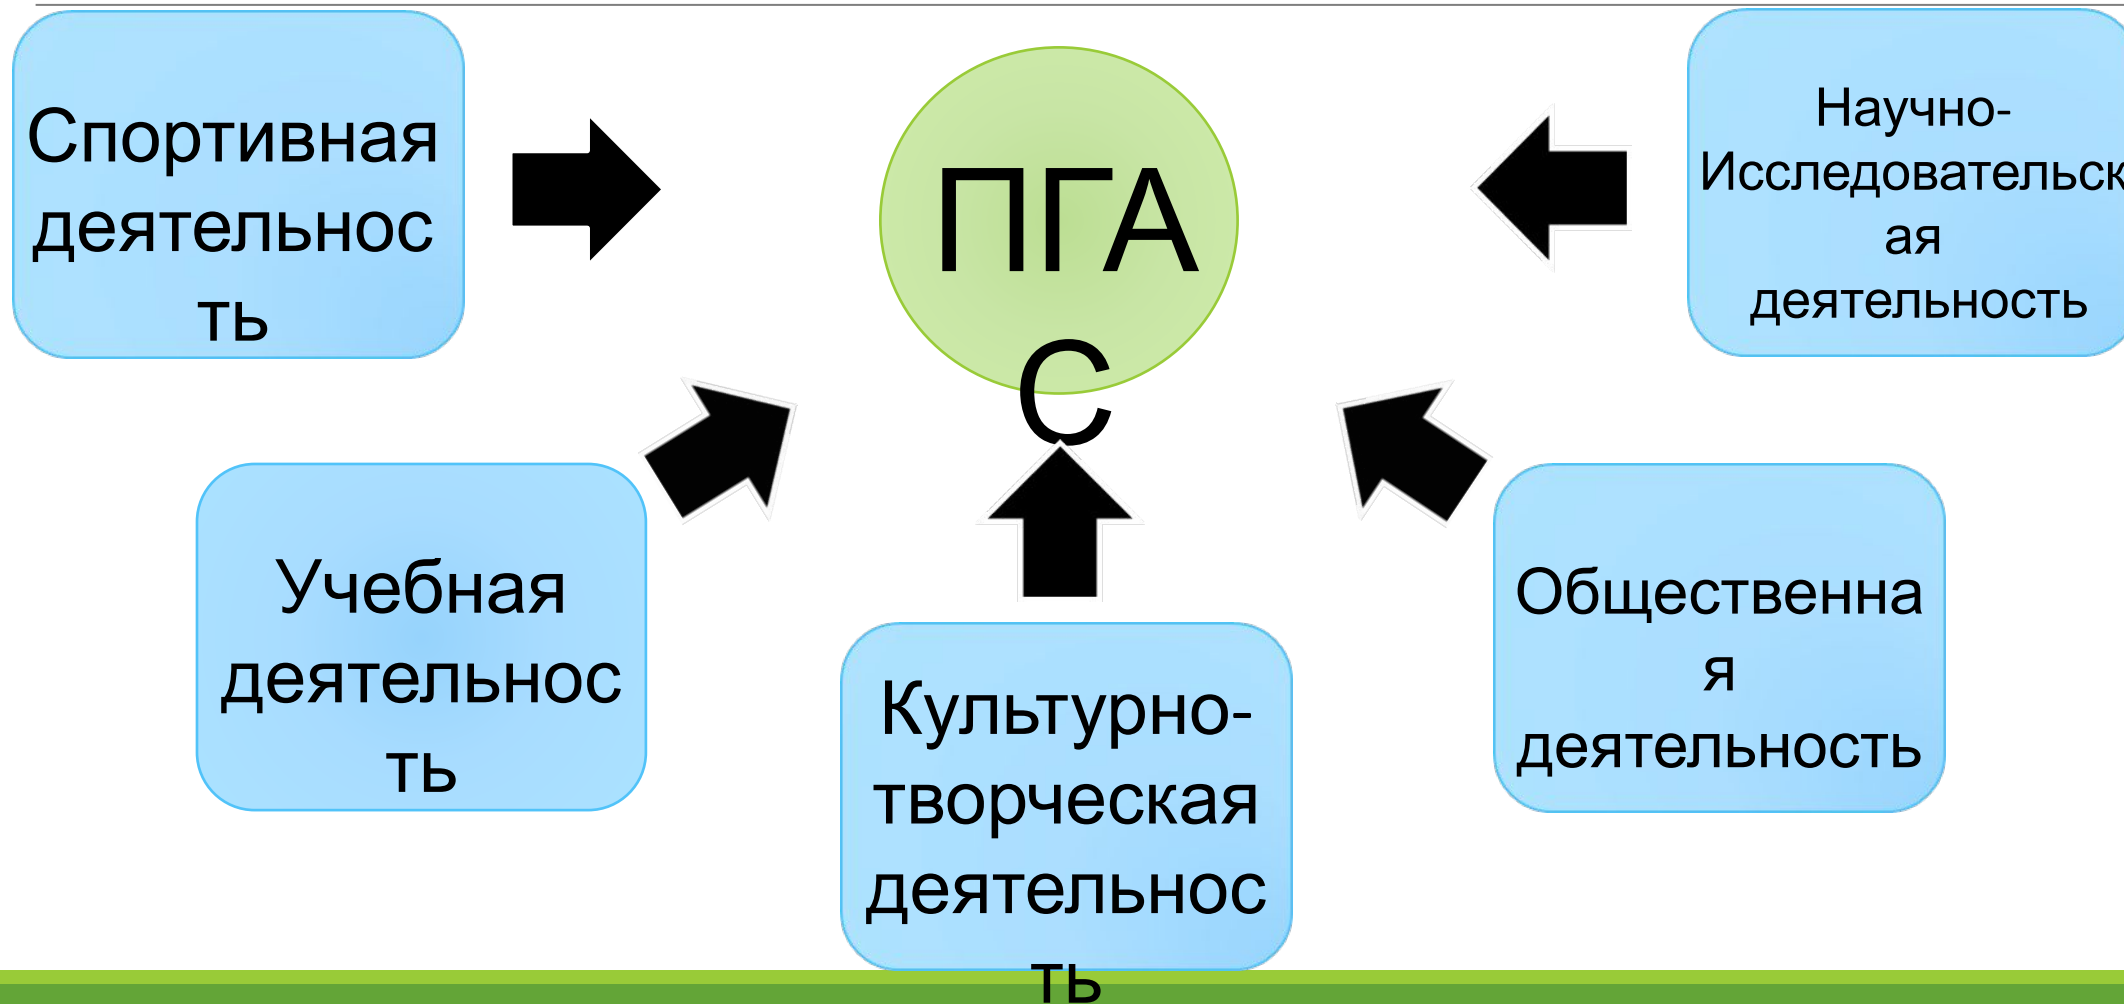 Спортивная
деятельнос
ть
ПГА
С
Научно-
Исследовательск
ая
деятельность
Учебная
деятельнос
ть
Культурно-
творческая
деятельнос
ть
Общественна
я
деятельность